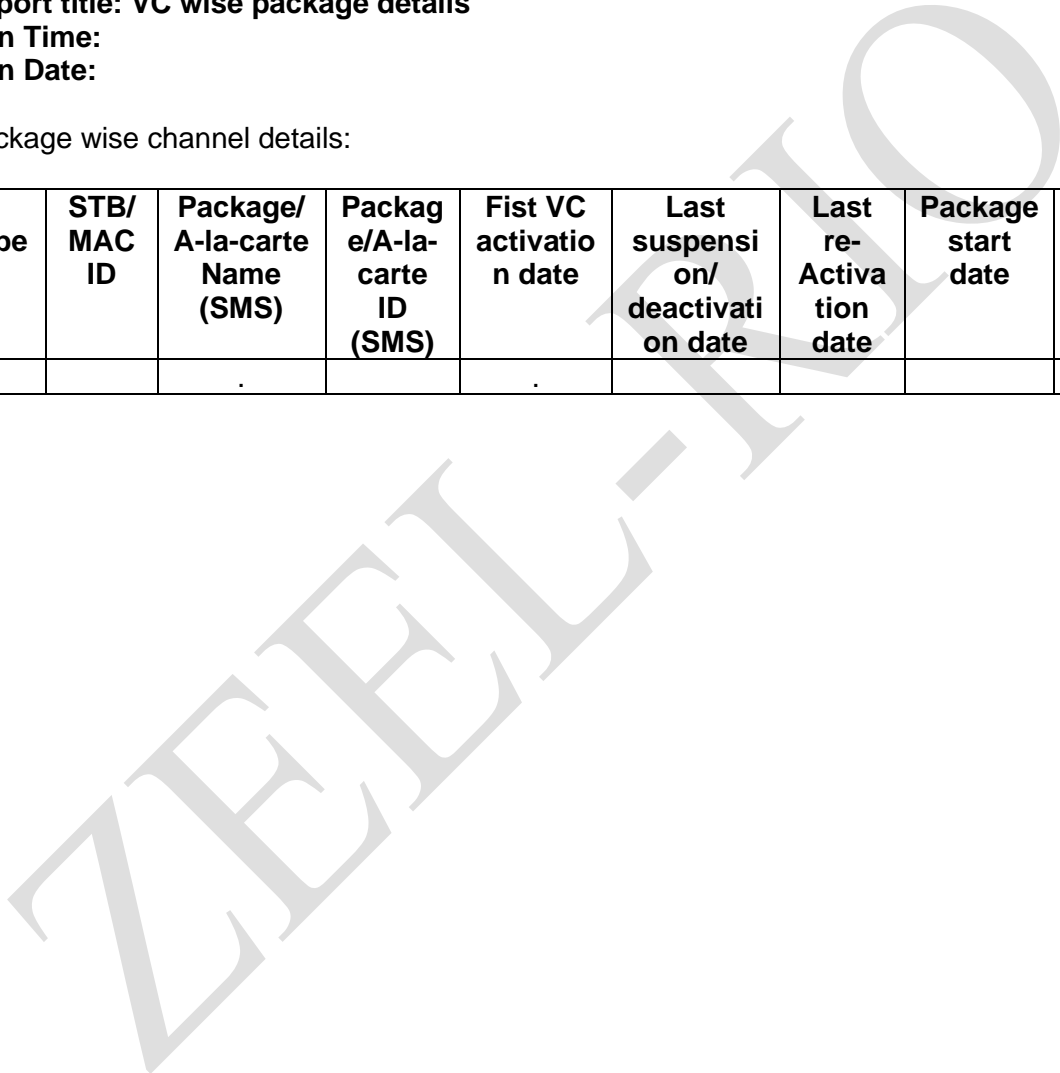 port title: VC wise package details
n Time:
n Date:
ckage wise channel details:
pe | STB/ MAC ID | Package/ A-la-carte Name (SMS) | Packag e/A-la- carte ID (SMS) | Fist VC activatio n date | Last suspensi on/ deactivati on date | Last re- Activa tion date | Package start date
. | .
ZEEL-RIO